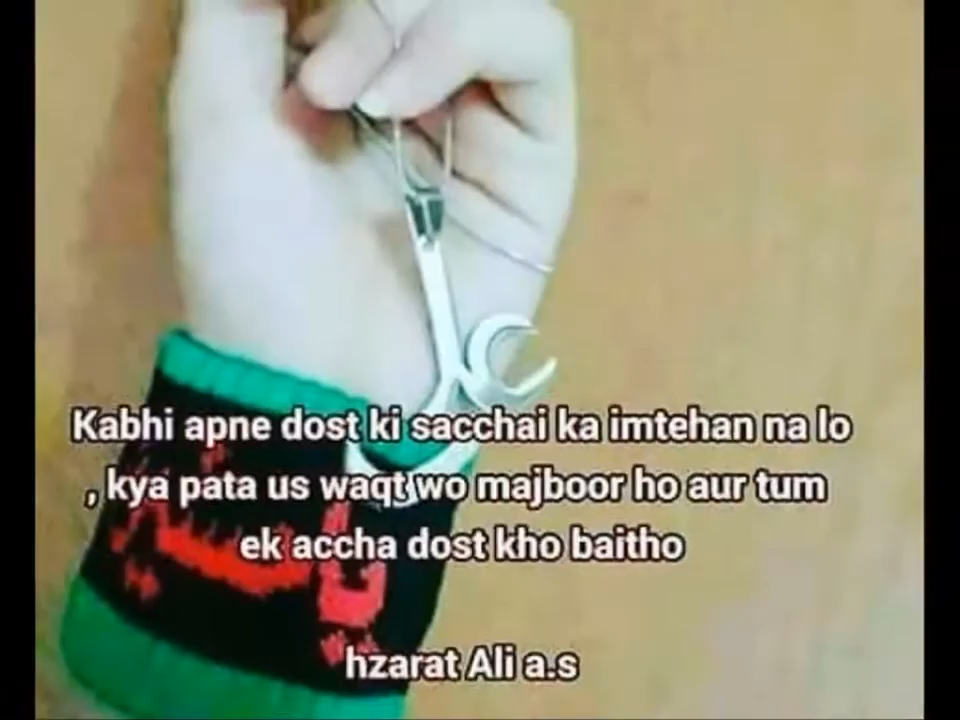 Kabhi apne dost ki sacchai ka imtehan na lo
, kya pata us waqt wo majboor ho aur tum
ek accha dost kho baitho
hzarat Ali a.s